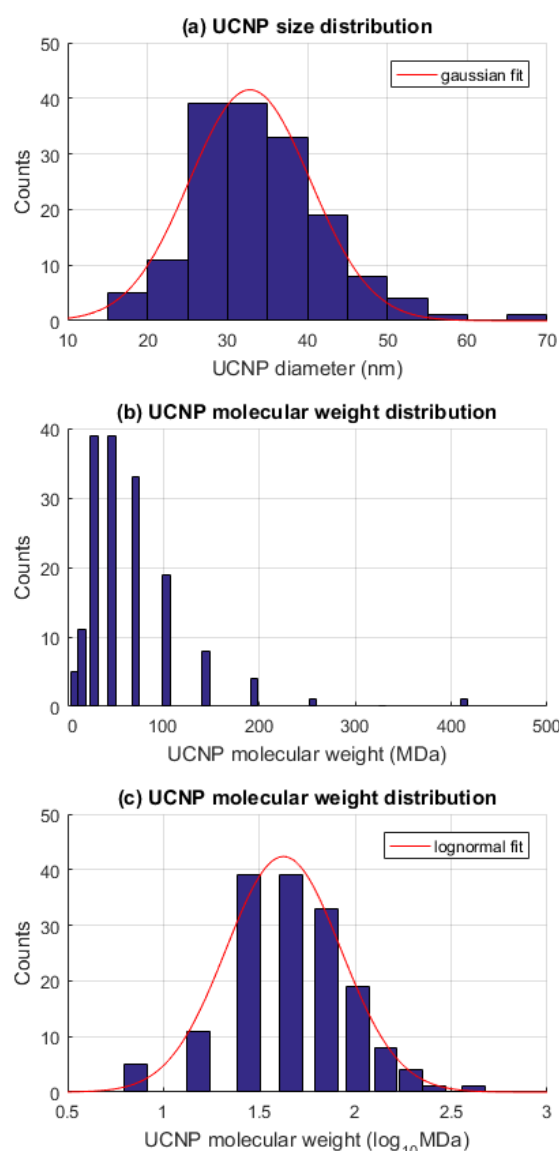 (a) UCNP size distribution
50
gaussian fit
40
30
20
10
0
Counts
10 20 30 40 50 60 70
UCNP diameter (nm)
(b) UCNP molecular weight distribution
40
30
20
10
0
Counts
0 100 200 300 400 500
UCNP molecular weight (MDa)
(c) UCNP molecular weight distribution
50
lognormal fit
40
30
20
10
0
Counts
0.5 1 1.5 2 2.5 3
UCNP molecular weight (log₁₀MDa)